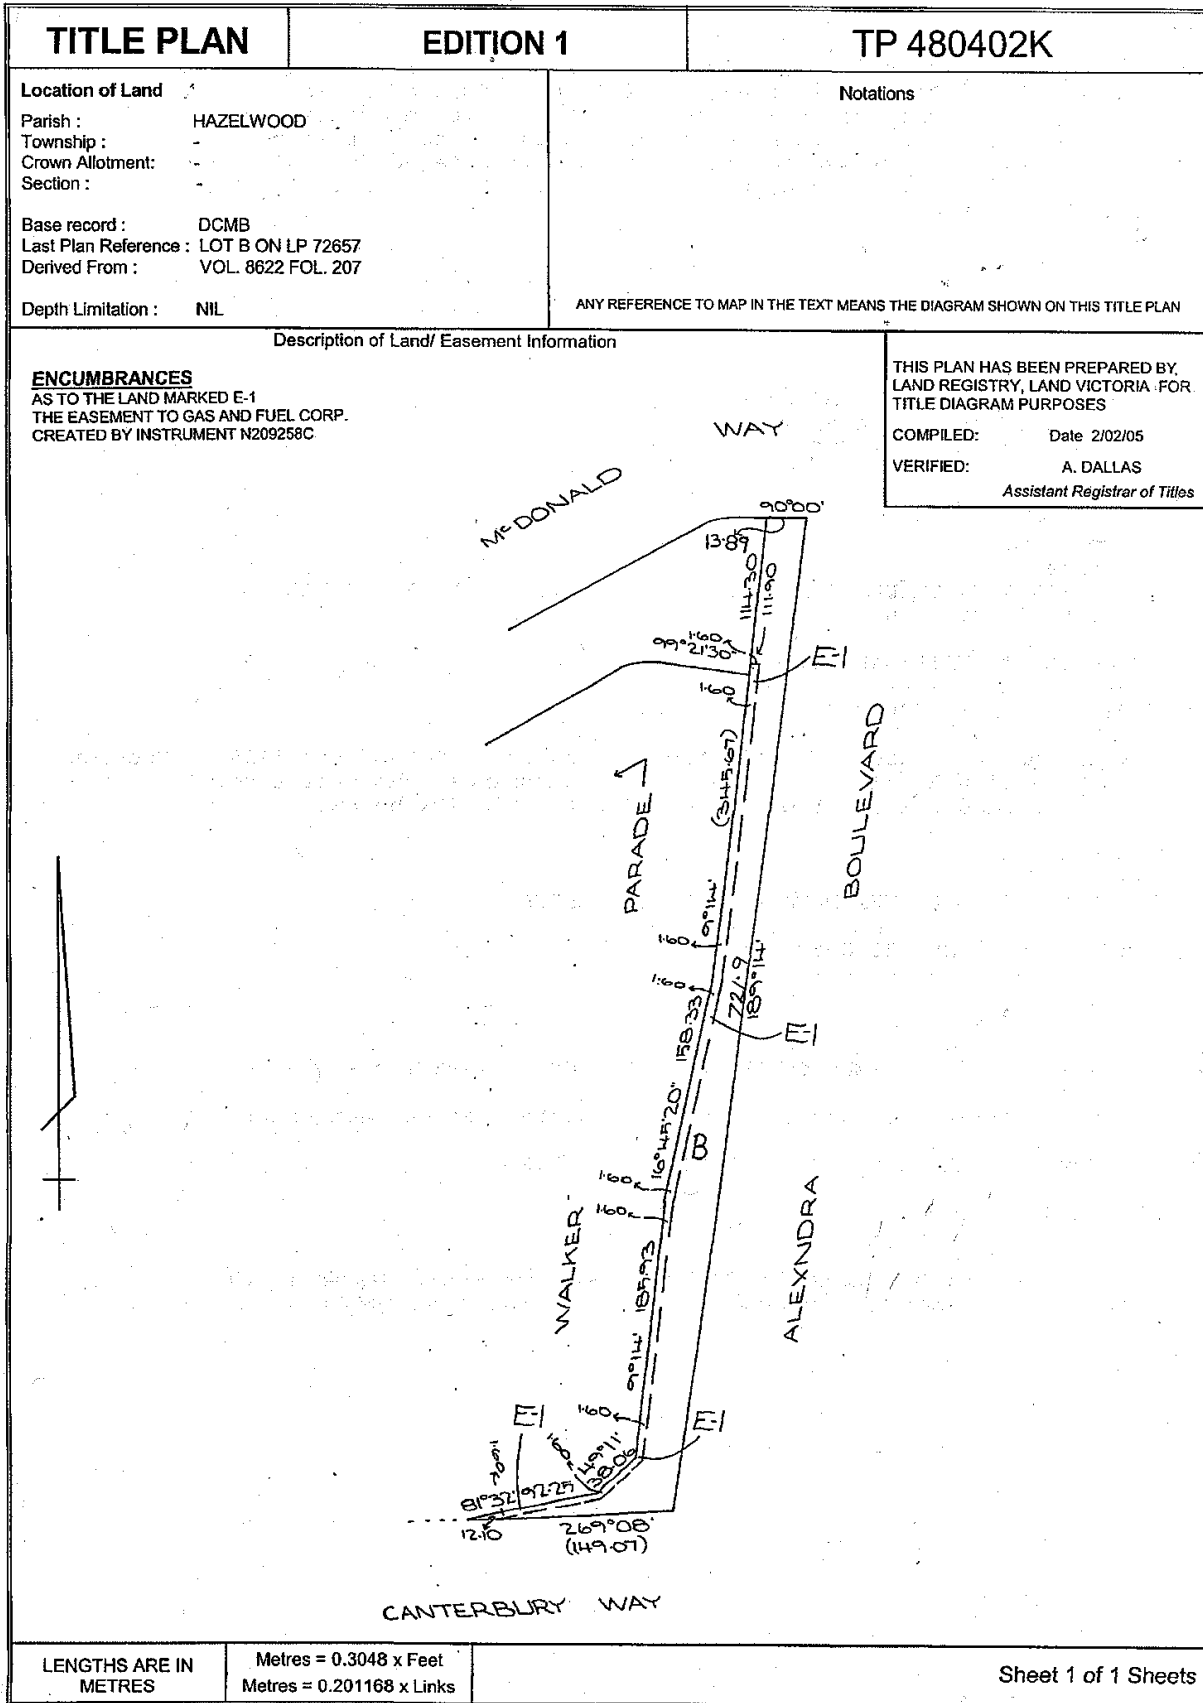 TITLE PLAN
EDITION 1
TP 480402K
Location of Land
Parish : HAZELWOOD
Township : -
Crown Allotment: -
Section : -
Base record : DCMB
Last Plan Reference : LOT B ON LP 72657
Derived From : VOL. 8622 FOL. 207
Depth Limitation : NIL
Notations
ANY REFERENCE TO MAP IN THE TEXT MEANS THE DIAGRAM SHOWN ON THIS TITLE PLAN
Description of Land/ Easement Information
ENCUMBRANCES
AS TO THE LAND MARKED E-1
THE EASEMENT TO GAS AND FUEL CORP.
CREATED BY INSTRUMENT N209258C
THIS PLAN HAS BEEN PREPARED BY
LAND REGISTRY, LAND VICTORIA FOR
TITLE DIAGRAM PURPOSES
COMPILED: Date 2/02/05
VERIFIED: A. DALLAS
Assistant Registrar of Titles
WAY
McDONALD
90°00'
13·89
114·30
111·90
1·60
99°21'30"
E-1
1·60
(345·67)
BOULEVARD
PARADE
9°14'
1·60
1·60
721·9
189°14'
158·33
E-1
16°45'20"
B
1·60
1·60
WALKER
ALEXNDRA
185·93
9°14'
1·60
E-1
E-1
1·60
1·60
49°11'
38·06
81°32'
92·25
12·10
269°08'
(149·07)
CANTERBURY WAY
LENGTHS ARE IN
METRES
Metres = 0.3048 x Feet
Metres = 0.201168 x Links
Sheet 1 of 1 Sheets